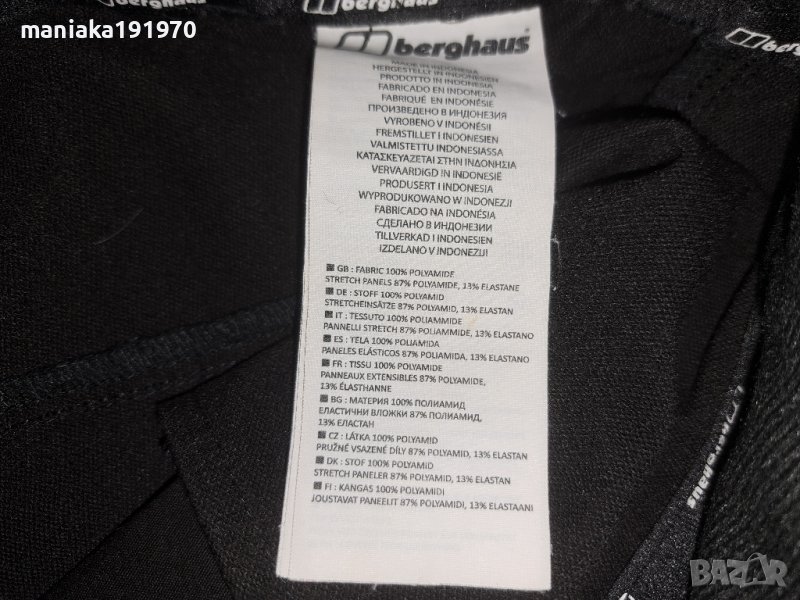 maniaka191970
berghaus
berghaus
berghaus
MADE IN INDONESIA
HERGESTELLT IN INDONESIEN
PRODOTTO IN INDONESIA
FABRICADO EN INDONESIA
FABRIQUÉ EN INDONÉSIE
ПРОИЗВЕДЕНО В ИНДОНЕЗИЯ
VYROBENO V INDONÉSII
FREMSTILLET I INDONESIEN
VALMISTETTU INDONESIASSA
ΚΑΤΑΣΚΕΥΑΖΕΤΑΙ ΣΤΗΝ ΙΝΔΟΝΗΣΙΑ
VERVAARDIGD IN INDONESIË
PRODUSERT I INDONESIA
WYPRODUKOWANO W INDONEZJI
FABRICADO NA INDONÉSIA
СДЕЛАНО В ИНДОНЕЗИИ
TILLVERKAD I INDONESIEN
IZDELANO V INDONEZIJI
GB : FABRIC 100% POLYAMIDE
STRETCH PANELS 87% POLYAMIDE, 13% ELASTANE
DE : STOFF 100% POLYAMID
STRETCHEINSÄTZE 87% POLYAMID, 13% ELASTAN
IT : TESSUTO 100% POLIAMMIDE
PANNELLI STRETCH 87% POLIAMMIDE, 13% ELASTANO
ES : TELA 100% POLIAMIDA
PANELES ELÁSTICOS 87% POLIAMIDA, 13% ELASTANO
FR : TISSU 100% POLYAMIDE
PANNEAUX EXTENSIBLES 87% POLYAMIDE,
13% ÉLASTHANNE
BG : МАТЕРИЯ 100% ПОЛИАМИД
ЕЛАСТИЧНИ ВЛОЖКИ 87% ПОЛИАМИД,
13% ЕЛАСТАН
CZ : LÁTKA 100% POLYAMID
PRUŽNÉ VSAZENÉ DÍLY 87% POLYAMID, 13% ELASTAN
DK : STOF 100% POLYAMID
STRETCH PANELER 87% POLYAMID, 13% ELASTAN
FI : KANGAS 100% POLYAMIDI
JOUSTAVAT PANEELIT 87% POLYAMIDI, 13% ELASTAANI
berghaus
BAZAR